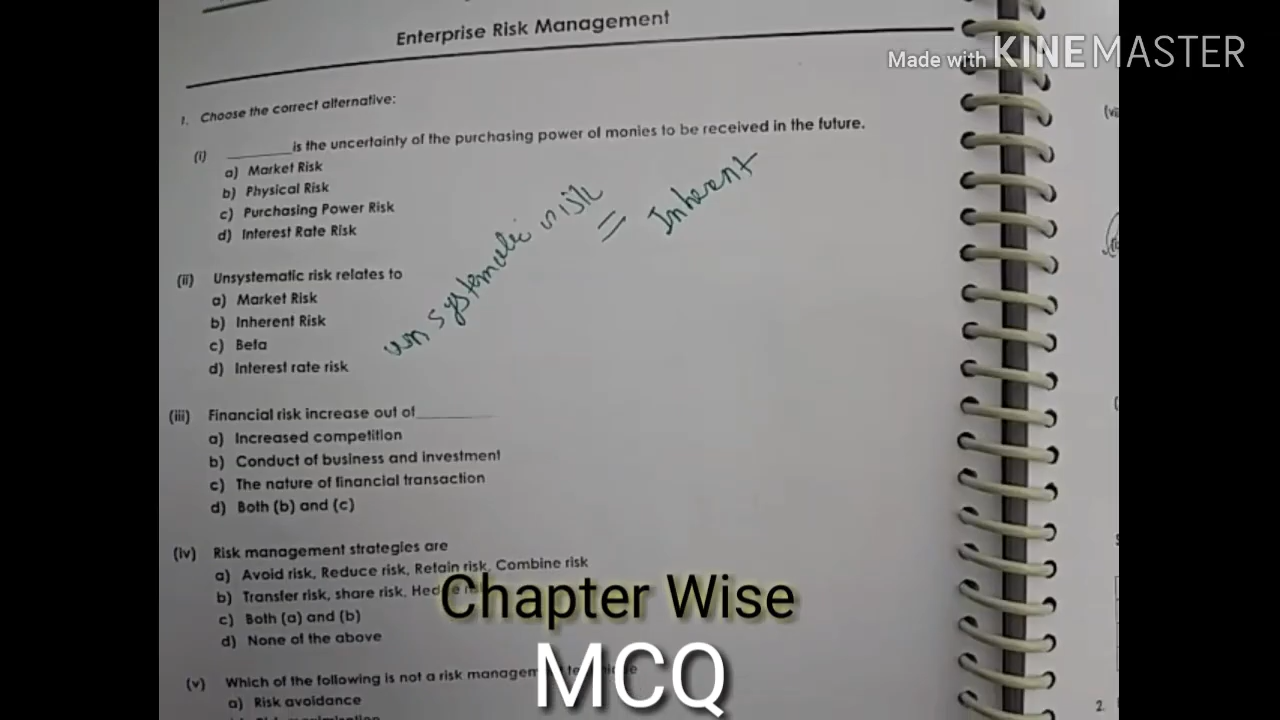 Enterprise Risk Management
Made with KINEMASTER
1. Choose the correct alternative:
(i) ________ is the uncertainty of the purchasing power of monies to be received in the future.
a) Market Risk
b) Physical Risk
c) Purchasing Power Risk
d) Interest Rate Risk
unsystematic risk = Inherent
(ii) Unsystematic risk relates to
a) Market Risk
b) Inherent Risk
c) Beta
d) Interest rate risk
(iii) Financial risk increase out of________
a) Increased competition
b) Conduct of business and investment
c) The nature of financial transaction
d) Both (b) and (c)
(iv) Risk management strategies are
a) Avoid risk, Reduce risk, Retain risk, Combine risk
b) Transfer risk, share risk,
c) Both (a) and (b)
d) None of the above
Chapter Wise
MCQ
(v) Which of the following is not a risk
a) Risk avoidance
2.